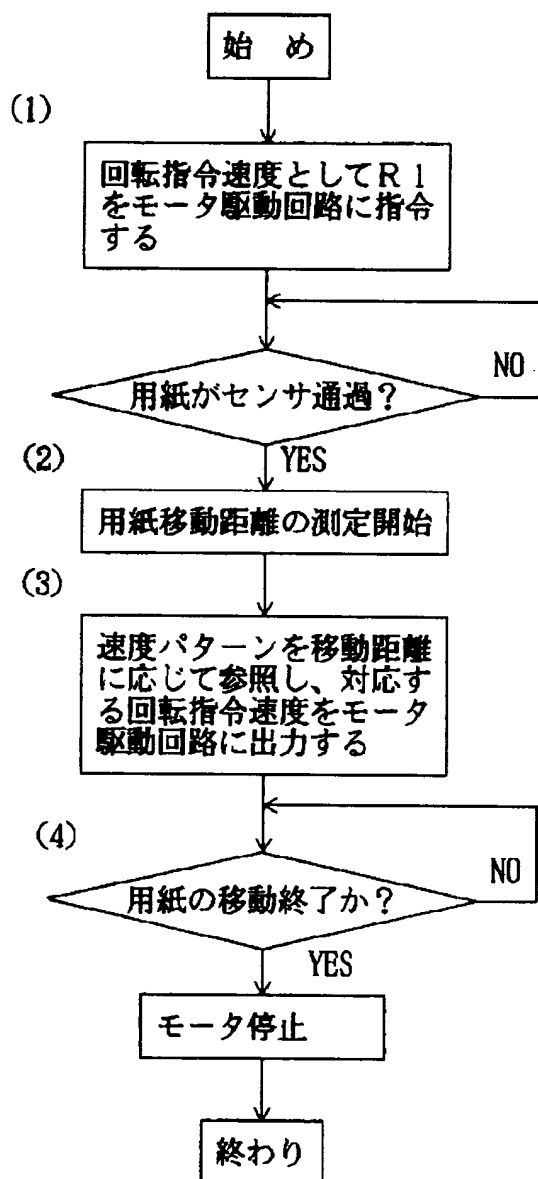 始　め
(1)
回転指令速度としてＲ１
をモータ駆動回路に指令
する
NO
用紙がセンサ通過？
(2)
YES
用紙移動距離の測定開始
(3)
速度パターンを移動距離
に応じて参照し、対応す
る回転指令速度をモータ
駆動回路に出力する
(4)
NO
用紙の移動終了か？
YES
モータ停止
終わり